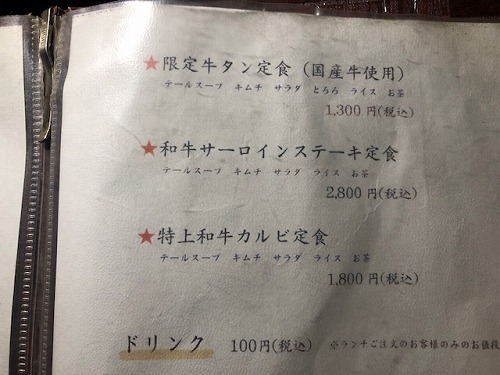 ★限定牛タン定食（国産牛使用）
テールスープ キムチ サラダ とろろ ライス お茶
1,300円(税込)
★和牛サーロインステーキ定食
テールスープ キムチ サラダ ライス お茶
2,800円(税込)
★特上和牛カルビ定食
テールスープ キムチ サラダ ライス お茶
1,800円(税込)
ドリンク 100円(税込) ※ランチご注文のお客様のみのお値段